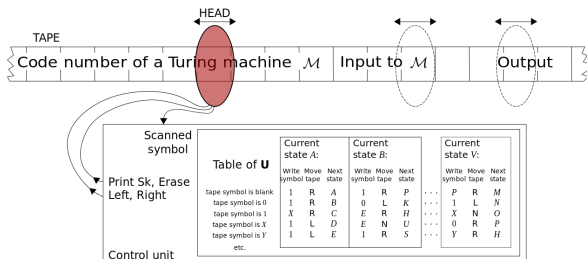 HEAD
TAPE
Code number of a Turing machine ℳ Input to ℳ Output
Scanned
symbol
Print Sk, Erase
Left, Right
Control unit
Table of U
Current
state A:
Current
state B:
Current
state V:
Write Move Next Write Move Next Write Move Next
symbol tape state symbol tape state symbol tape state
tape symbol is blank 1 R A 1 R P · · · P R M
tape symbol is 0 1 R B 0 L K · · · 1 L N
tape symbol is 1 X R C E R H · · · X N O
tape symbol is X 1 L D E N U · · · 0 R P
tape symbol is Y 1 L E 1 R S · · · Y R H
etc.